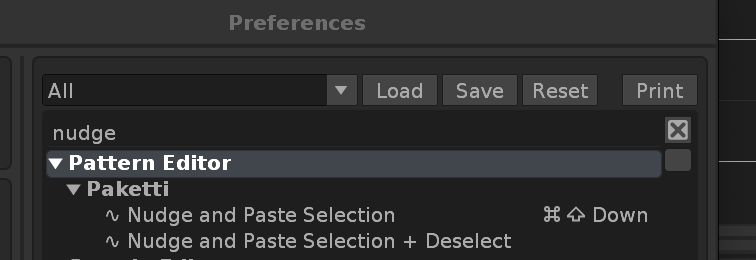 Preferences
All Load Save Reset Print
nudge
Pattern Editor
Paketti
∿ Nudge and Paste Selection ⌘ ⇧ Down
∿ Nudge and Paste Selection + Deselect